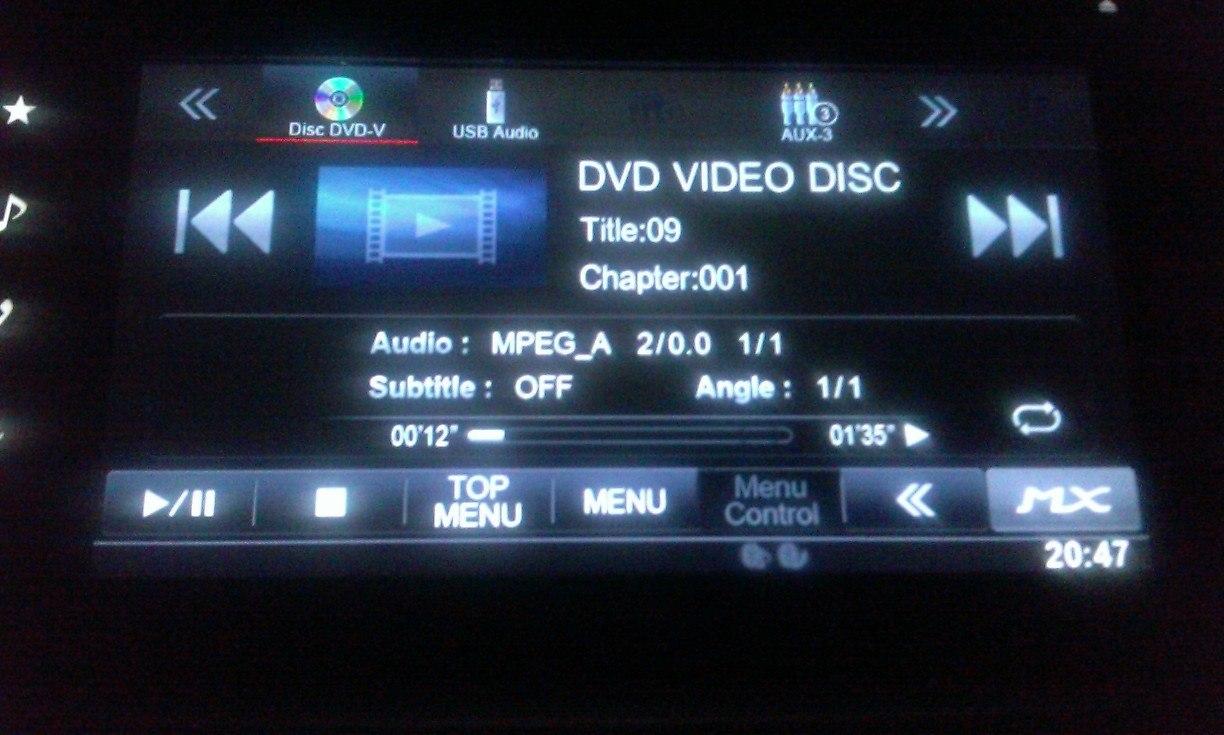 Disc DVD-V
USB Audio
3
AUX-3
DVD VIDEO DISC
Title:09
Chapter:001
Audio : MPEG_A 2/0.0 1/1
Subtitle : OFF Angle : 1/1
00'12" 01'35"
TOP MENU
MENU
Menu Control
MX
20:47